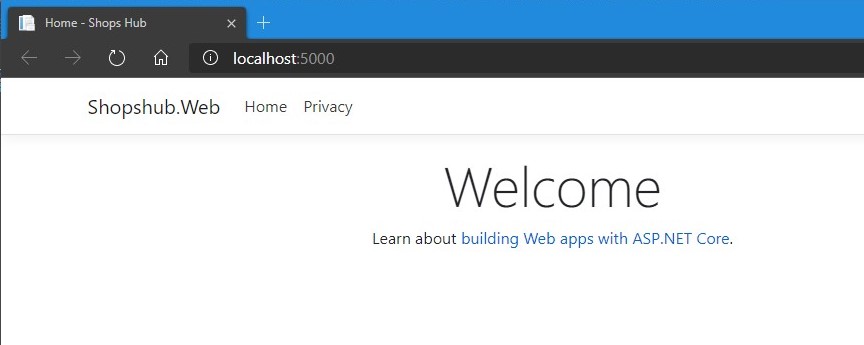 Home - Shops Hub
localhost:5000
Shopshub.Web Home Privacy
Welcome
Learn about building Web apps with ASP.NET Core.